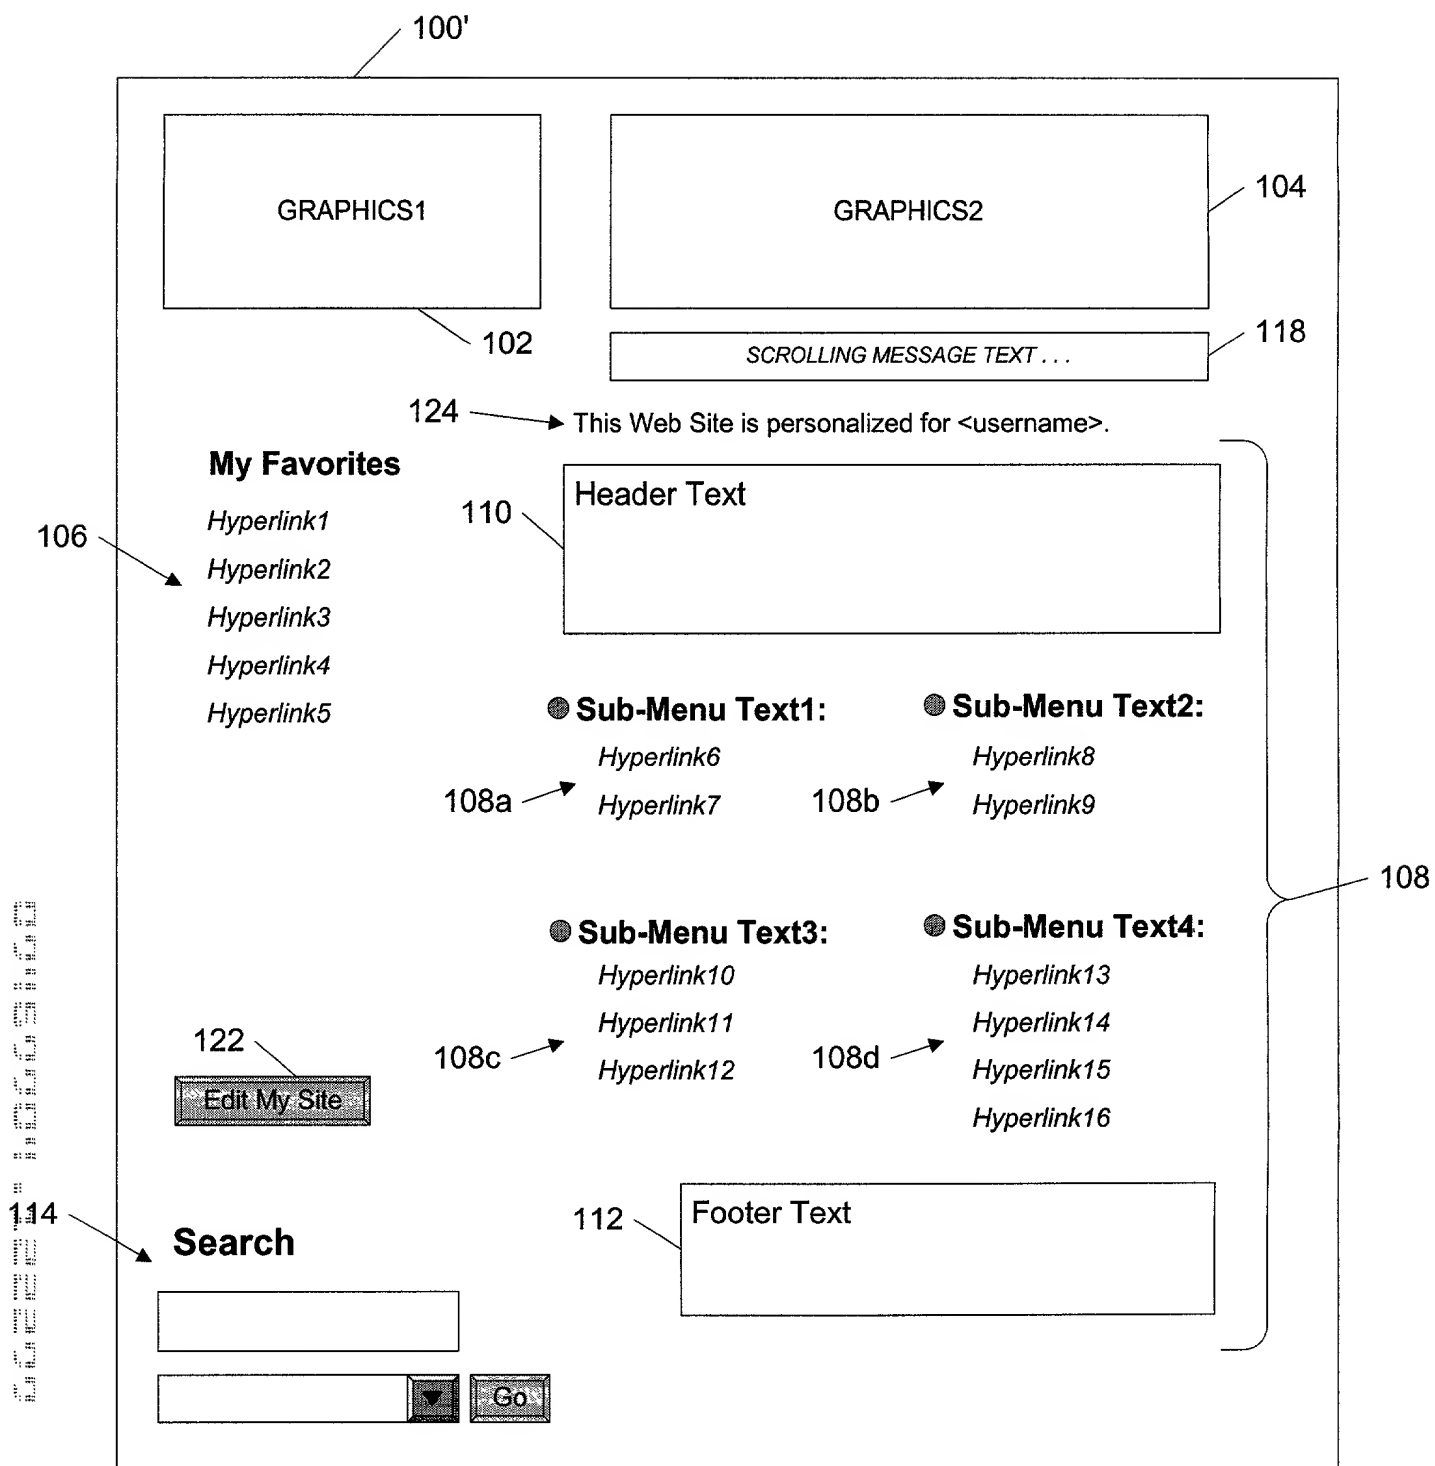 100'
GRAPHICS1
GRAPHICS2
104
102
118
SCROLLING MESSAGE TEXT . . .
124
This Web Site is personalized for <username>.
My Favorites
Header Text
110
106
Hyperlink1
Hyperlink2
Hyperlink3
Hyperlink4
Hyperlink5
Sub-Menu Text1:
Hyperlink6
Hyperlink7
108a
Sub-Menu Text2:
Hyperlink8
Hyperlink9
108b
108
Sub-Menu Text3:
Hyperlink10
Hyperlink11
Hyperlink12
108c
Sub-Menu Text4:
Hyperlink13
Hyperlink14
Hyperlink15
Hyperlink16
108d
122
Edit My Site
114
Search
112
Footer Text
Go